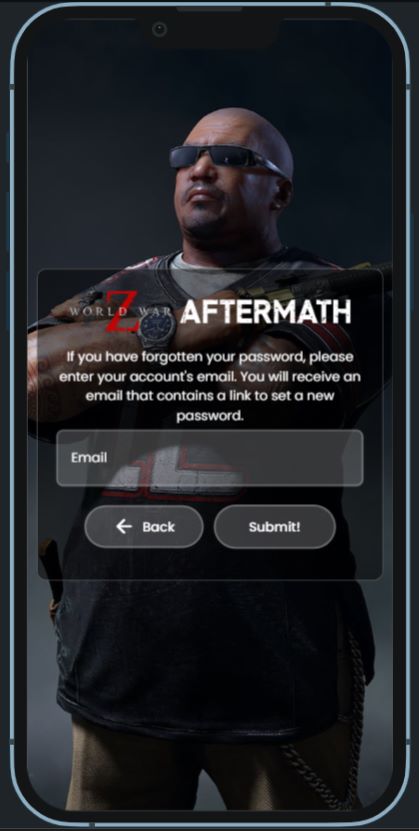 WORLD WAR Z AFTERMATH
If you have forgotten your password, please
enter your account's email. You will receive an
email that contains a link to set a new
password.
Email
Back
Submit!